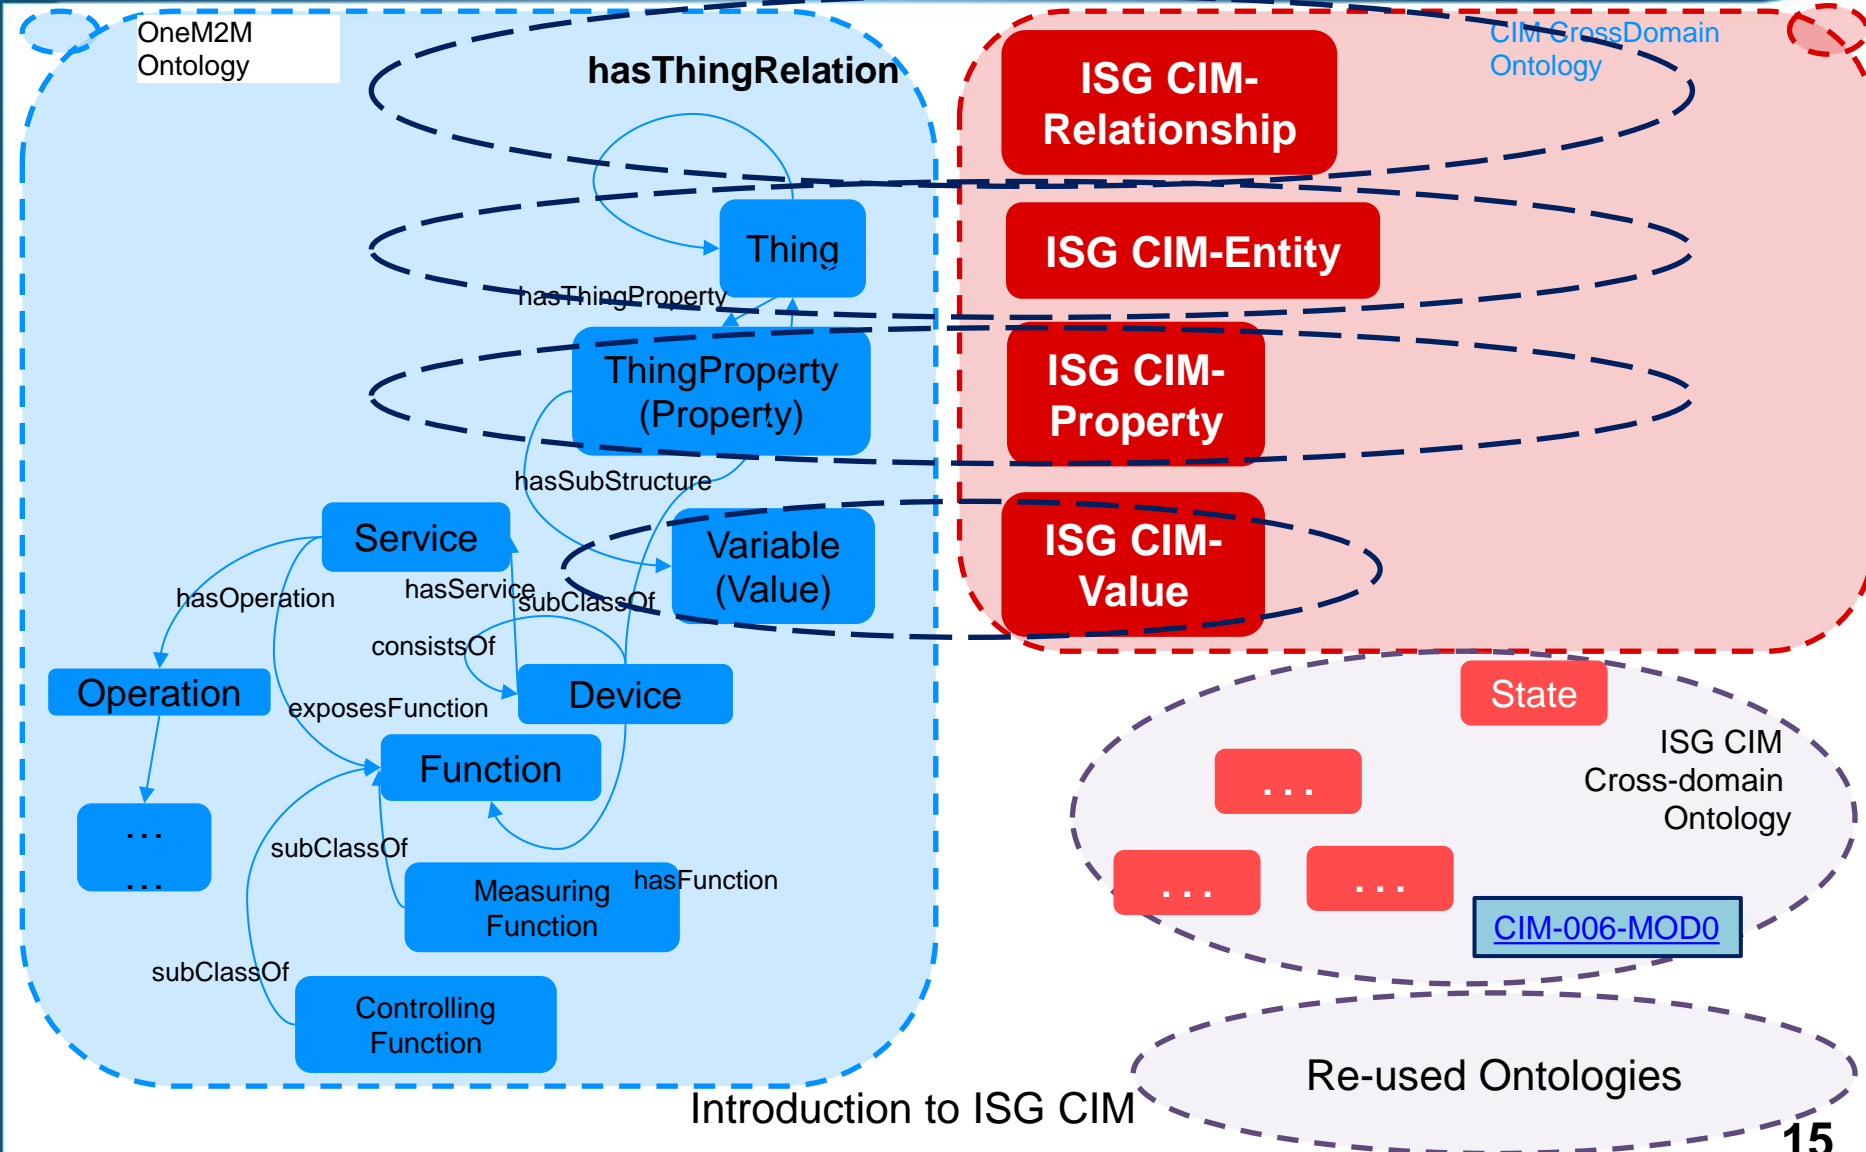 OneM2M
Ontology
hasThingRelation
ISG CIM-
Relationship
CIM CrossDomain
Ontology
Thing
ISG CIM-Entity
hasThingProperty
ThingProperty
(Property)
ISG CIM-
Property
hasSubStructure
Service
Variable
(Value)
ISG CIM-
Value
hasOperation
hasService
subClassOf
consistsOf
Operation
Device
State
exposesFunction
Function
ISG CIM
Cross-domain
Ontology
. . .
...
...
subClassOf
Measuring
Function
hasFunction
. . .
. . .
CIM-006-MOD0
subClassOf
Controlling
Function
Re-used Ontologies
Introduction to ISG CIM
15